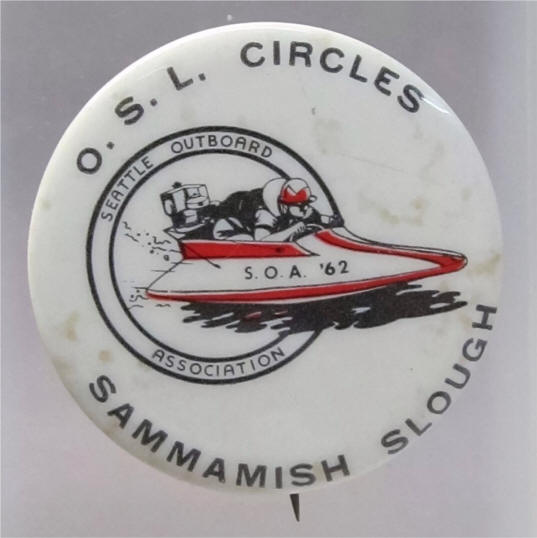 O. S. L. CIRCLES
SEATTLE OUTBOARD
S. O. A. '62
ASSOCIATION
SAMMAMISH SLOUGH